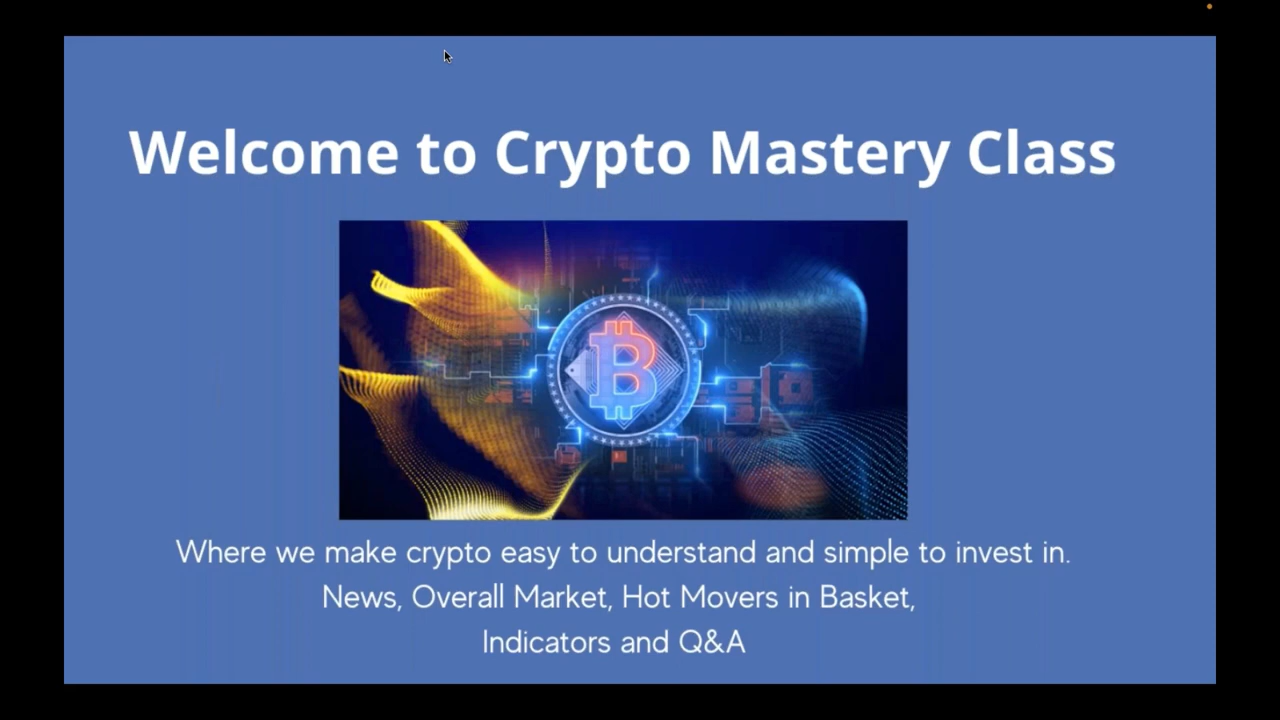 Welcome to Crypto Mastery Class
Where we make crypto easy to understand and simple to invest in.
News, Overall Market, Hot Movers in Basket,
Indicators and Q&A